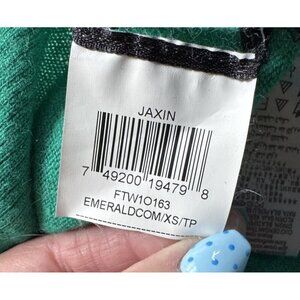 JAXIN
7 49200 19479 8
FTW1O163
EMERALDCOM/XS/TP